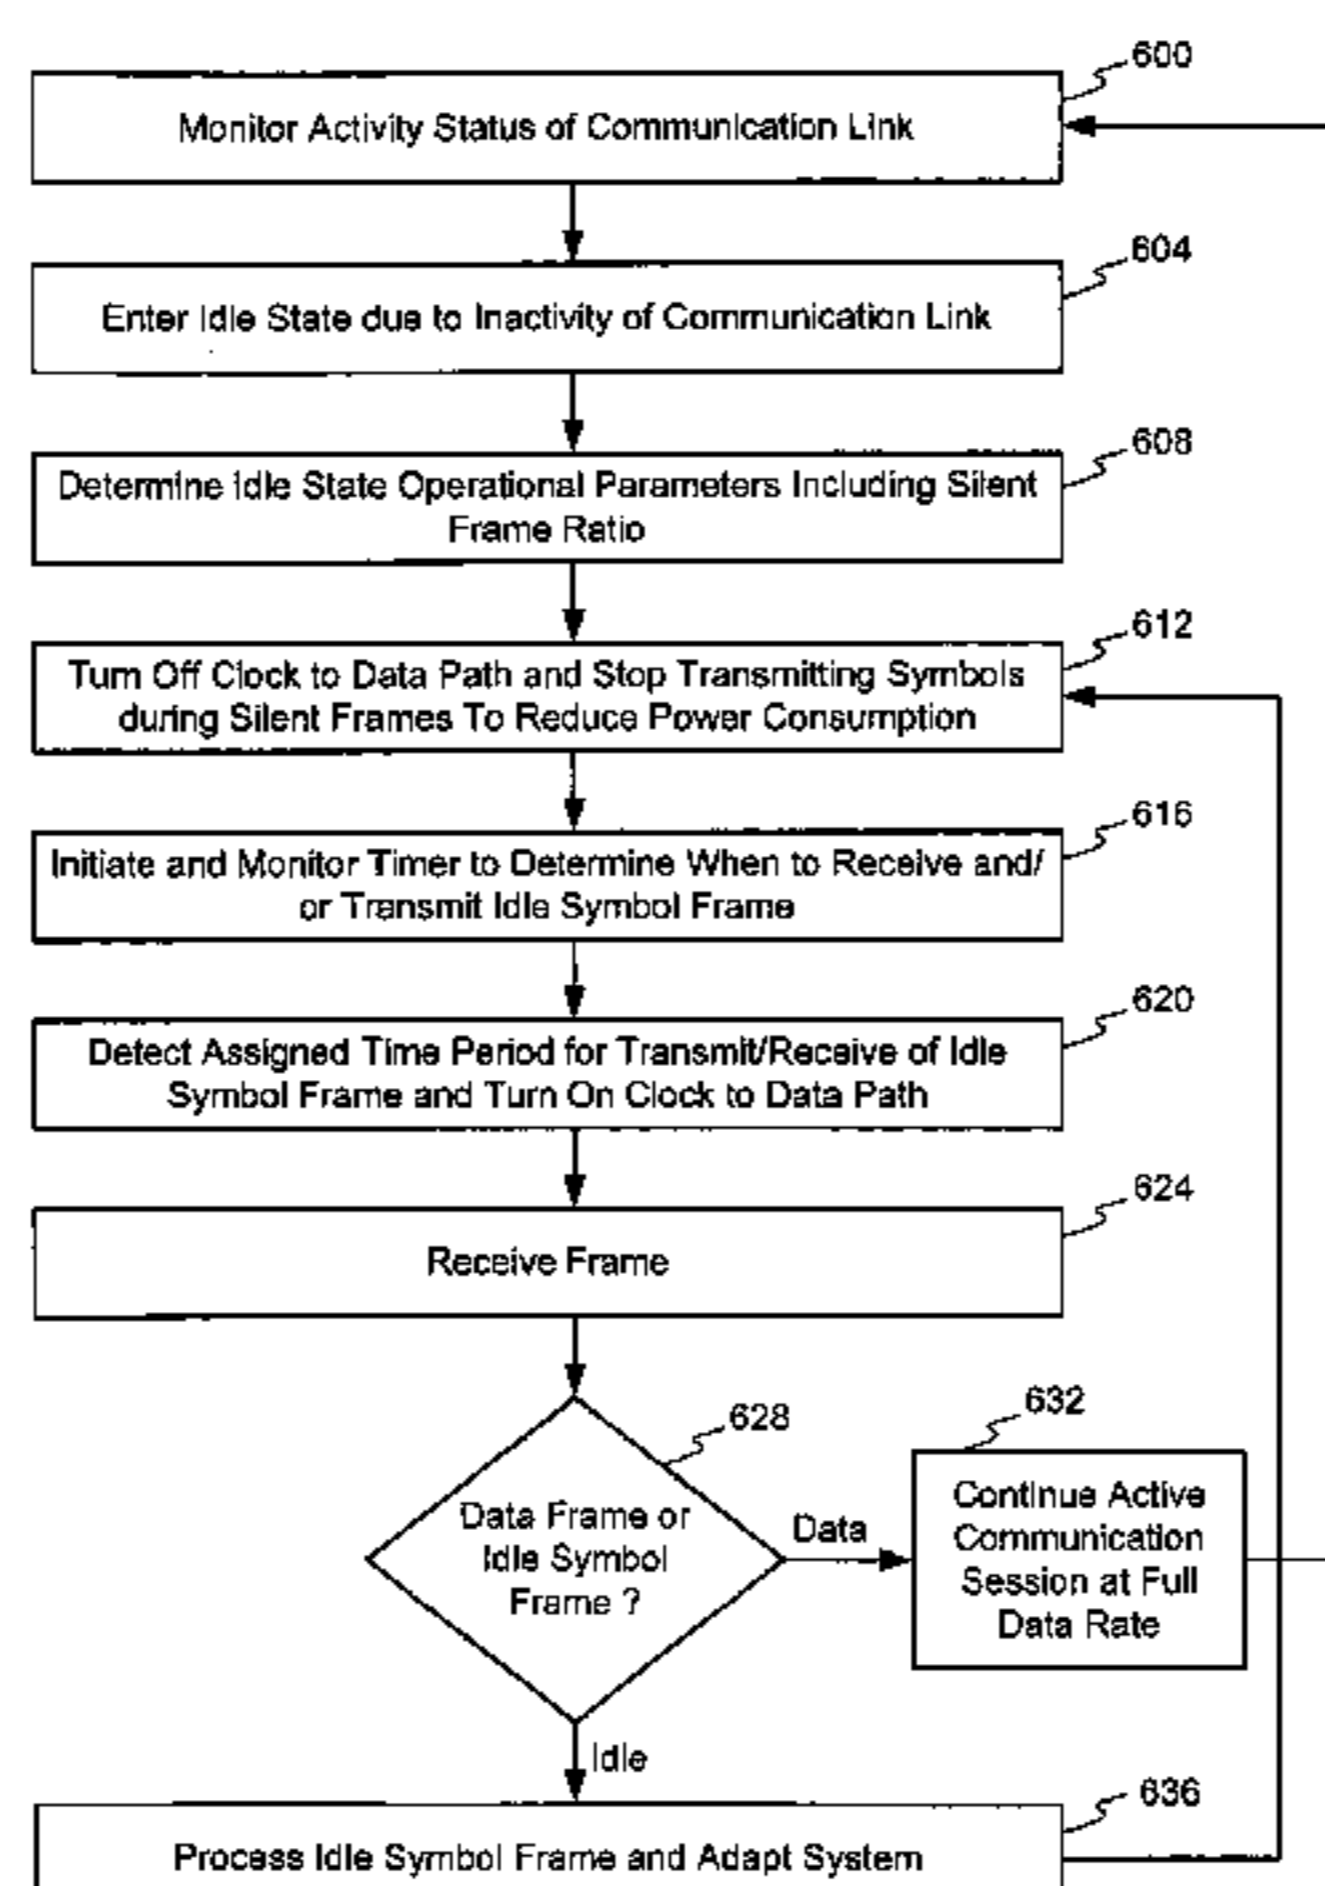 600
Monitor Activity Status of Communication Link
604
Enter Idle State due to Inactivity of Communication Link
608
Determine Idle State Operational Parameters Including Silent
Frame Ratio
612
Turn Off Clock to Data Path and Stop Transmitting Symbols
during Silent Frames To Reduce Power Consumption
616
Initiate and Monitor Timer to Determine When to Receive and/
or Transmit Idle Symbol Frame
620
Detect Assigned Time Period for Transmit/Receive of Idle
Symbol Frame and Turn On Clock to Data Path
624
Receive Frame
628
Data Frame or
Idle Symbol
Frame ?
Data
632
Continue Active
Communication
Session at Full
Data Rate
Idle
636
Process Idle Symbol Frame and Adapt System